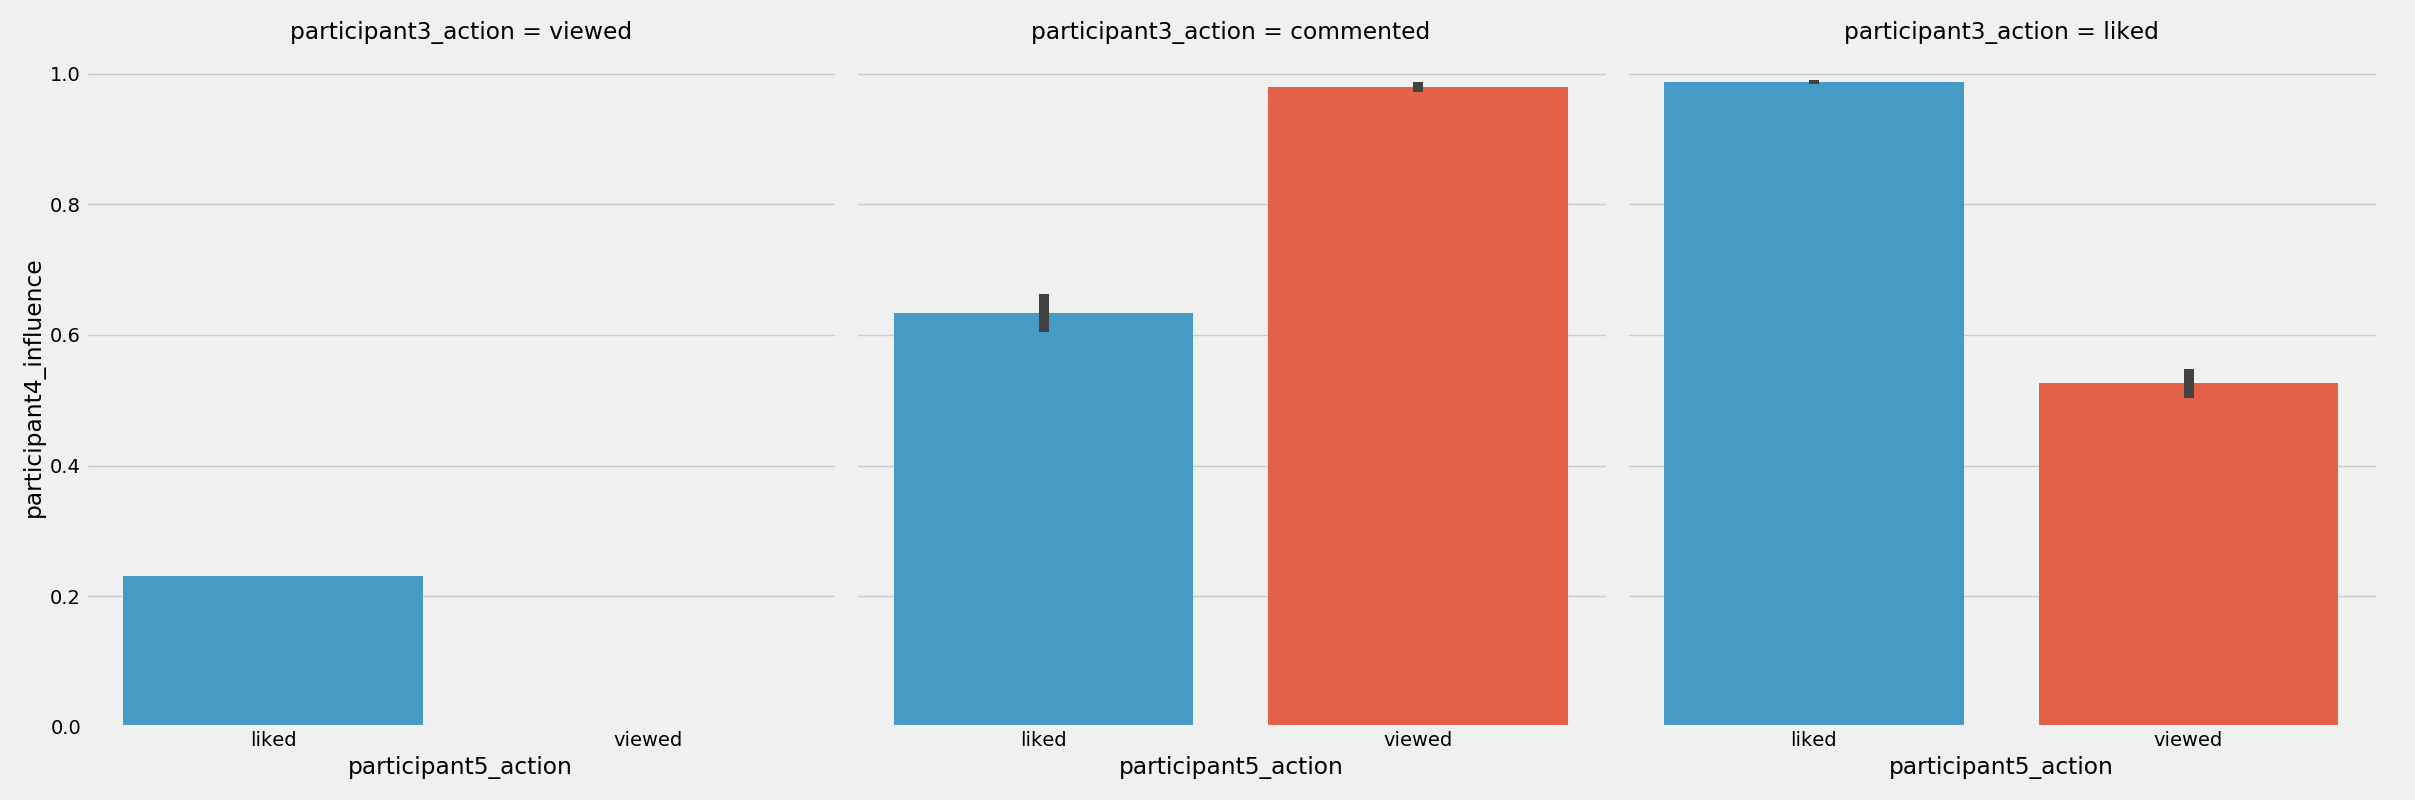 participant3_action = viewed
participant3_action = commented
participant3_action = liked
participant4_influence
1.0
0.8
0.6
0.4
0.2
0.0
liked
viewed
liked
viewed
liked
viewed
participant5_action
participant5_action
participant5_action